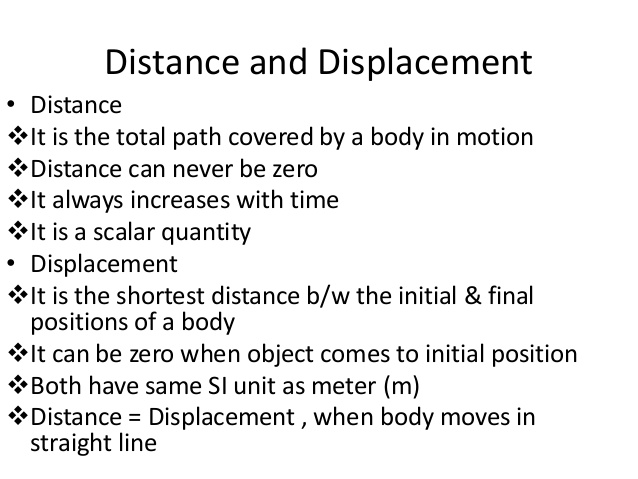 Distance and Displacement
• Distance
❖It is the total path covered by a body in motion
❖Distance can never be zero
❖It always increases with time
❖It is a scalar quantity
• Displacement
❖It is the shortest distance b/w the initial & final
positions of a body
❖It can be zero when object comes to initial position
❖Both have same SI unit as meter (m)
❖Distance = Displacement , when body moves in
straight line